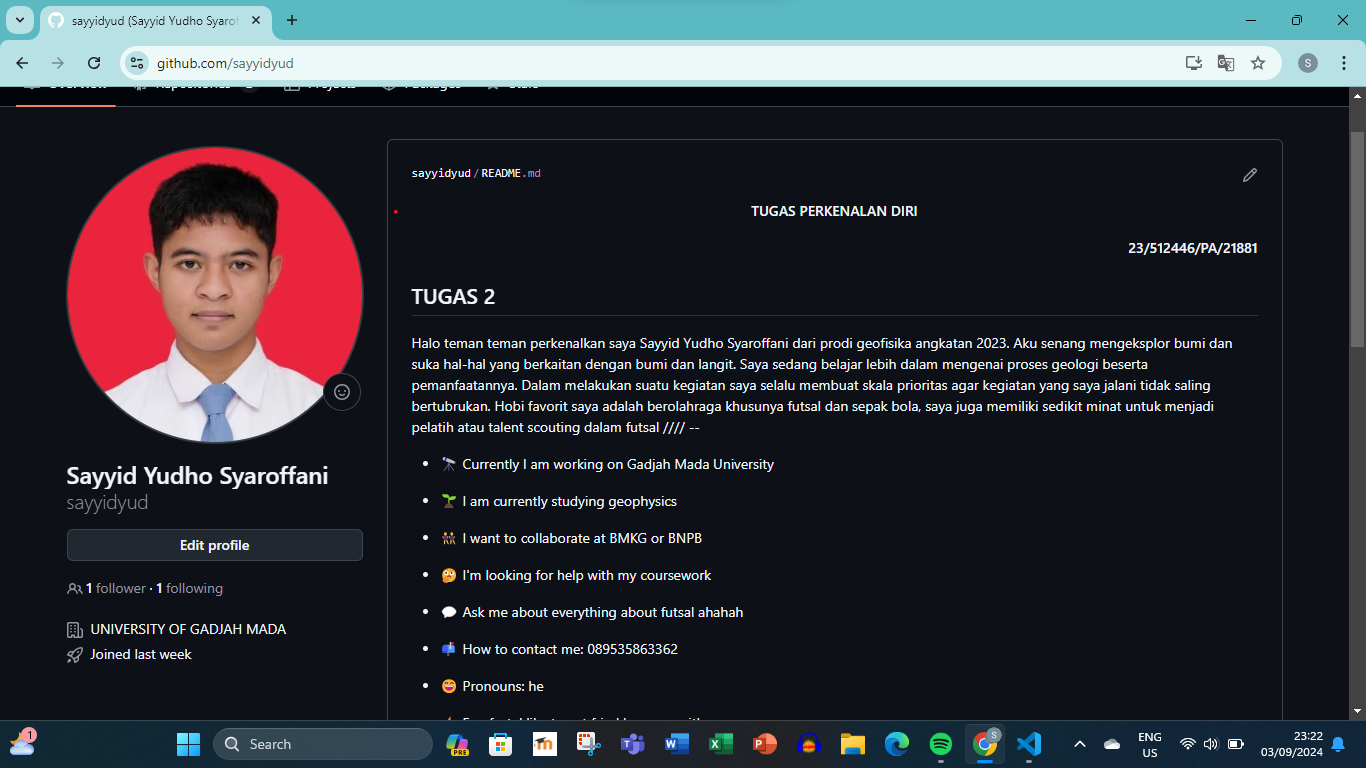 sayyidyud (Sayyid Yudho Syarof
github.com/sayyidyud
S
Overview Repositories Projects Packages Stars
sayyidyud/README.md
TUGAS PERKENALAN DIRI
23/512446/PA/21881
TUGAS 2
Halo teman teman perkenalkan saya Sayyid Yudho Syaroffani dari prodi geofisika angkatan 2023. Aku senang mengeksplor bumi dan
suka hal-hal yang berkaitan dengan bumi dan langit. Saya sedang belajar lebih dalam mengenai proses geologi beserta
pemanfaatannya. Dalam melakukan suatu kegiatan saya selalu membuat skala prioritas agar kegiatan yang saya jalani tidak saling
bertubrukan. Hobi favorit saya adalah berolahraga khusunya futsal dan sepak bola, saya juga memiliki sedikit minat untuk menjadi
pelatih atau talent scouting dalam futsal //// --
Currently I am working on Gadjah Mada University
I am currently studying geophysics
I want to collaborate at BMKG or BNPB
I'm looking for help with my coursework
Ask me about everything about futsal ahahah
How to contact me: 089535863362
Pronouns: he
Sayyid Yudho Syaroffani
sayyidyud
Edit profile
1 follower · 1 following
UNIVERSITY OF GADJAH MADA
Joined last week
1
Search
PRE
S
ENG
US
23:22
03/09/2024